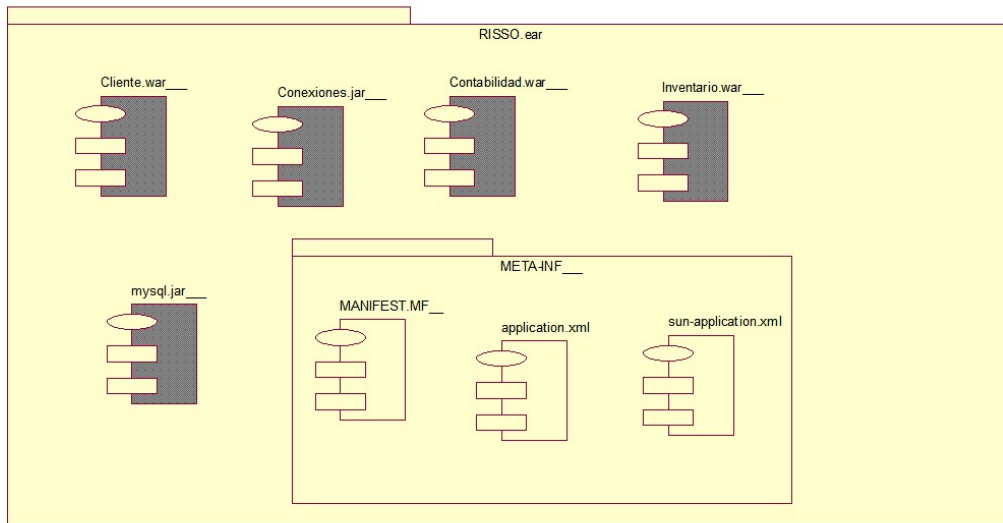 RISSO.ear
Cliente.war___
Conexiones.jar___
Contabilidad.war___
Inventario.war___
mysql.jar___
META-INF___
MANIFEST.MF__
application.xml
sun-application.xml